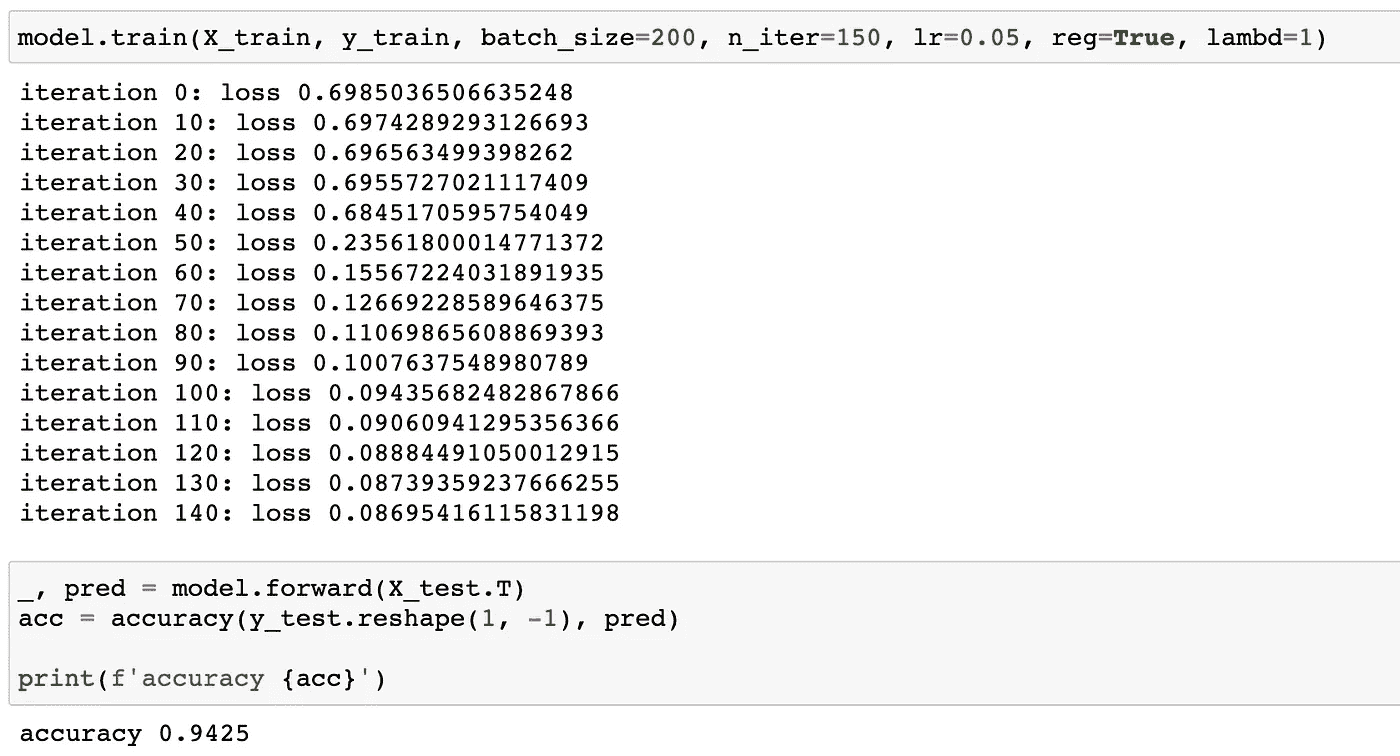 model.train(X_train, y_train, batch_size=200, n_iter=150, lr=0.05, reg=True, lambd=1)
iteration 0: loss 0.6985036506635248
iteration 10: loss 0.6974289293126693
iteration 20: loss 0.696563499398262
iteration 30: loss 0.6955727021117409
iteration 40: loss 0.6845170595754049
iteration 50: loss 0.23561800014771372
iteration 60: loss 0.15567224031891935
iteration 70: loss 0.12669228589646375
iteration 80: loss 0.11069865608869393
iteration 90: loss 0.1007637548980789
iteration 100: loss 0.09435682482867866
iteration 110: loss 0.09060941295356366
iteration 120: loss 0.08884491050012915
iteration 130: loss 0.08739359237666255
iteration 140: loss 0.08695416115831198
_, pred = model.forward(X_test.T)
acc = accuracy(y_test.reshape(1, -1), pred)
print(f'accuracy {acc}')
accuracy 0.9425